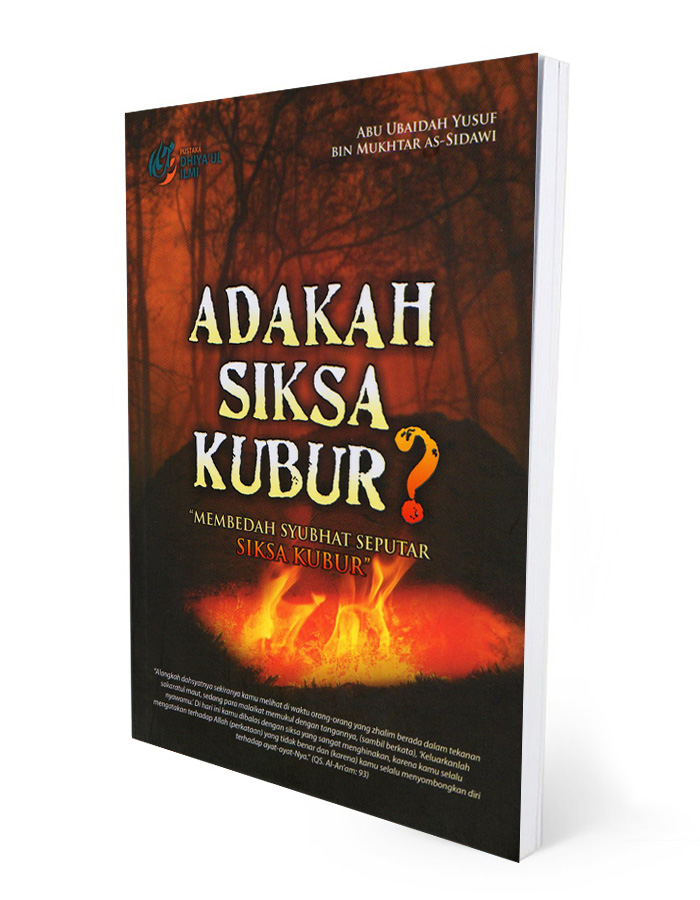 ABU UBAIDAH YUSUF
BIN MUKHTAR AS-SIDAWI
PUSTAKA
DHIYA'UL
ILMI
ADAKAH
SIKSA
KUBUR?
"MEMBEDAH SYUBHAT SEPUTAR
SIKSA KUBUR"
"Alangkah dahsyatnya sekiranya kamu melihat di waktu orang-orang yang zhalim berada dalam tekanan
sakaratul maut, sedang para malaikat memukul dengan tangannya, (sambil berkata), 'Keluarkanlah
nyawamu.' Di hari ini kamu dibalas dengan siksa yang sangat menghinakan, karena kamu selalu
mengatakan terhadap Allah (perkataan) yang tidak benar dan (karena) kamu selalu menyombongkan diri
terhadap ayat-ayat-Nya." (QS. Al-An'am: 93)